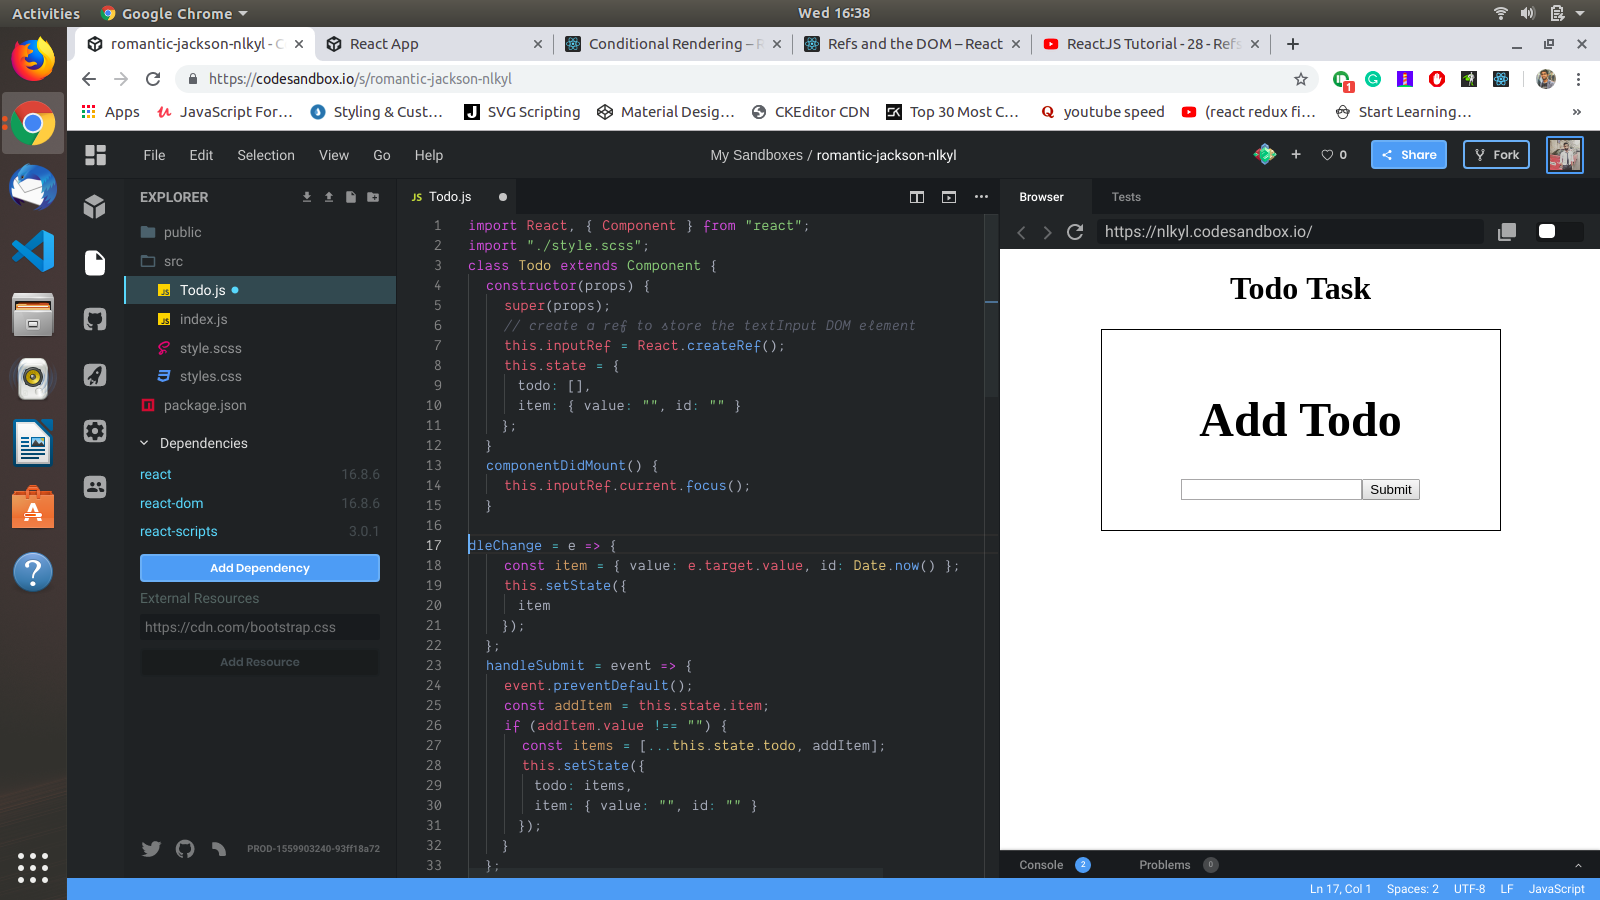 Activities Google Chrome Wed 16:38
romantic-jackson-nlkyl - C React App Conditional Rendering – R Refs and the DOM – React ReactJS Tutorial - 28 - Refs
https://codesandbox.io/s/romantic-jackson-nlkyl 1
Apps JavaScript For… Styling & Cust… SVG Scripting Material Desig… CKEditor CDN Top 30 Most C… youtube speed (react redux fi… Start Learning… »
File Edit Selection View Go Help My Sandboxes / romantic-jackson-nlkyl 0 Share Fork
EXPLORER
public
src
Todo.js
index.js
style.scss
styles.css
package.json
Dependencies
react 16.8.6
react-dom 16.8.6
react-scripts 3.0.1
Add Dependency
External Resources
https://cdn.com/bootstrap.css
Add Resource
PROD-1559903240-93ff18a72
JS Todo.js
1 import React, { Component } from "react";
2 import "./style.scss";
3 class Todo extends Component {
4 constructor(props) {
5 super(props);
6 // create a ref to store the textInput DOM element
7 this.inputRef = React.createRef();
8 this.state = {
9 todo: [],
10 item: { value: "", id: "" }
11 };
12 }
13 componentDidMount() {
14 this.inputRef.current.focus();
15 }
16
17 dleChange = e => {
18 const item = { value: e.target.value, id: Date.now() };
19 this.setState({
20 item
21 });
22 };
23 handleSubmit = event => {
24 event.preventDefault();
25 const addItem = this.state.item;
26 if (addItem.value !== "") {
27 const items = [...this.state.todo, addItem];
28 this.setState({
29 todo: items,
30 item: { value: "", id: "" }
31 });
32 }
33 };
Browser Tests
https://nlkyl.codesandbox.io/
Todo Task
Add Todo
Submit
Console 2 Problems 0
Ln 17, Col 1 Spaces: 2 UTF-8 LF JavaScript